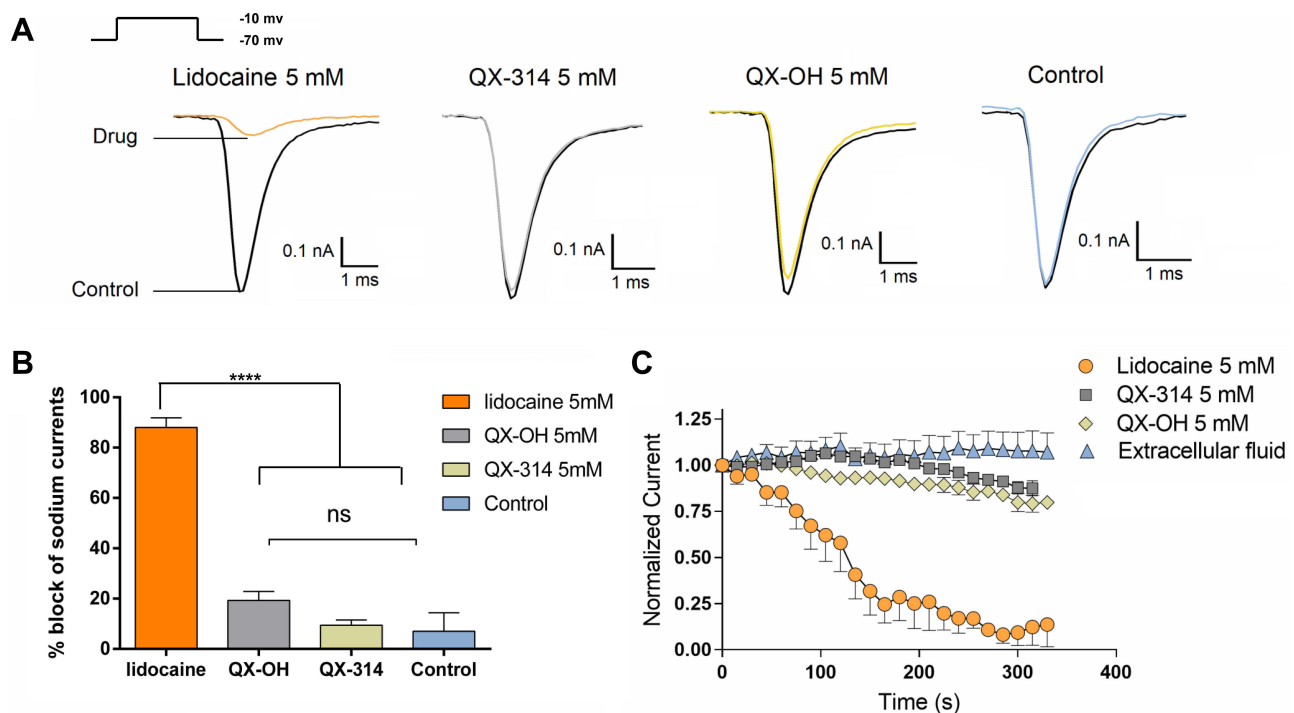 A
-10 mv
-70 mv
Lidocaine 5 mM
QX-314 5 mM
QX-OH 5 mM
Control
Drug
Control
0.1 nA
1 ms
0.1 nA
1 ms
0.1 nA
1 ms
0.1 nA
1 ms
B
% block of sodium currents
100
80
60
40
20
0
****
ns
lidocaine
QX-OH
QX-314
Control
lidocaine 5mM
QX-OH 5mM
QX-314 5mM
Control
C
Lidocaine 5 mM
QX-314 5 mM
QX-OH 5 mM
Extracellular fluid
Normalized Current
1.25
1.00
0.75
0.50
0.25
0.00
0
100
200
300
400
Time (s)